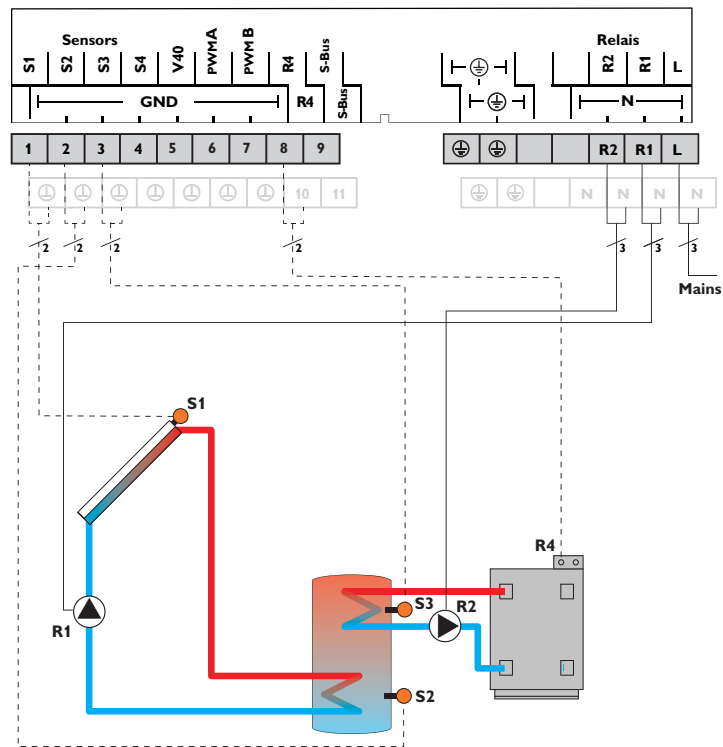 Sensors
Relais
S1 S2 S3 S4 V40 PWM A PWM B R4 S-Bus
R2 R1 L
GND
R4
S-Bus
N
1 2 3 4 5 6 7 8 9
R2 R1 L
10 11
N N N N
2 2 2 2 3 3 3
Mains
S1
R4
S3
R2
R1
S2